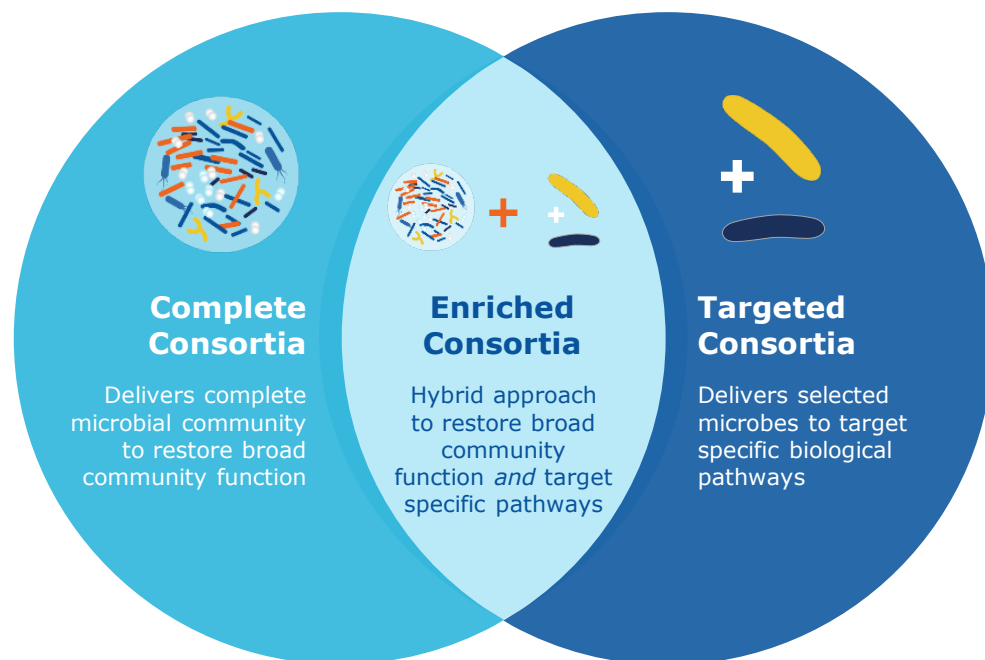 Complete
Consortia
Delivers complete
microbial community
to restore broad
community function
Enriched
Consortia
Hybrid approach
to restore broad
community
function and target
specific pathways
Targeted
Consortia
Delivers selected
microbes to target
specific biological
pathways